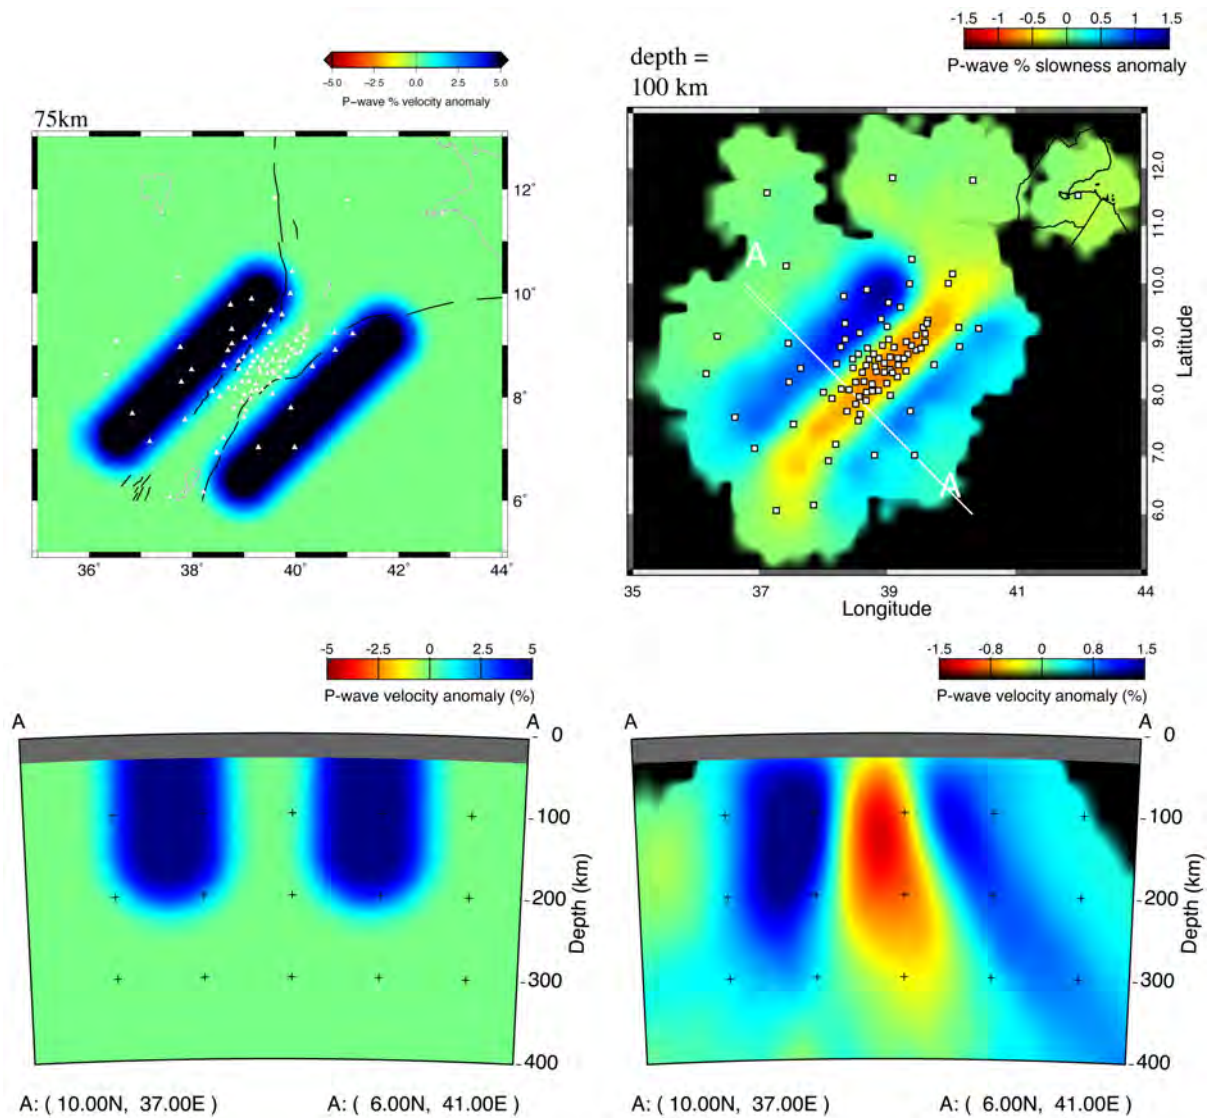 -5.0 -2.5 0.0 2.5 5.0
P-wave % velocity anomaly
75km
12°
10°
8°
6°
36° 38° 40° 42° 44°
-1.5 -1 -0.5 0 0.5 1 1.5
P-wave % slowness anomaly
depth =
100 km
A
A
12.0
11.0
10.0
9.0
8.0
7.0
6.0
Latitude
35 37 39 41 44
Longitude
-5 -2.5 0 2.5 5
P-wave velocity anomaly (%)
A A
0
100
200
300
400
Depth (km)
A: ( 10.00N, 37.00E ) A: ( 6.00N, 41.00E )
-1.5 -0.8 0 0.8 1.5
P-wave velocity anomaly (%)
A A
0
100
200
300
400
Depth (km)
A: ( 10.00N, 37.00E ) A: ( 6.00N, 41.00E )